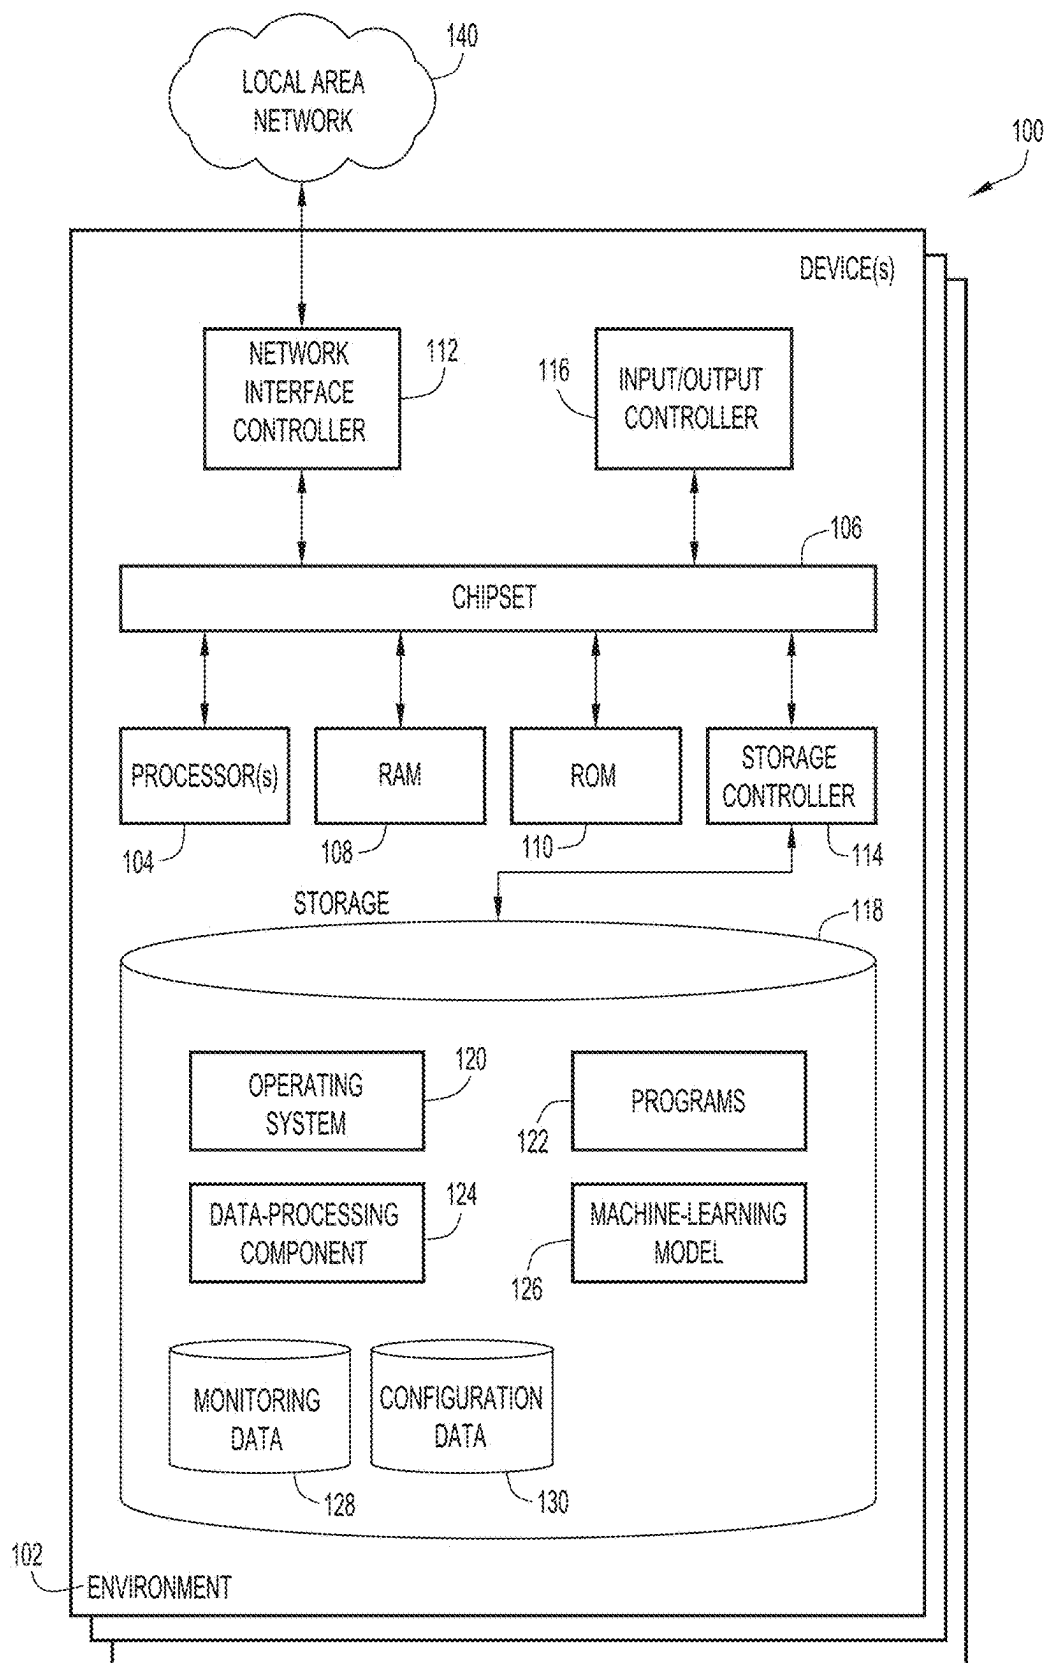 140
LOCAL AREA
NETWORK
100
DEVICE(s)
NETWORK
INTERFACE
CONTROLLER
112
116
INPUT/OUTPUT
CONTROLLER
106
CHIPSET
PROCESSOR(s)
RAM
ROM
STORAGE
CONTROLLER
104
108
110
114
STORAGE
118
OPERATING
SYSTEM
120
PROGRAMS
122
DATA-PROCESSING
COMPONENT
124
MACHINE-LEARNING
MODEL
126
MONITORING
DATA
CONFIGURATION
DATA
128
130
102
ENVIRONMENT